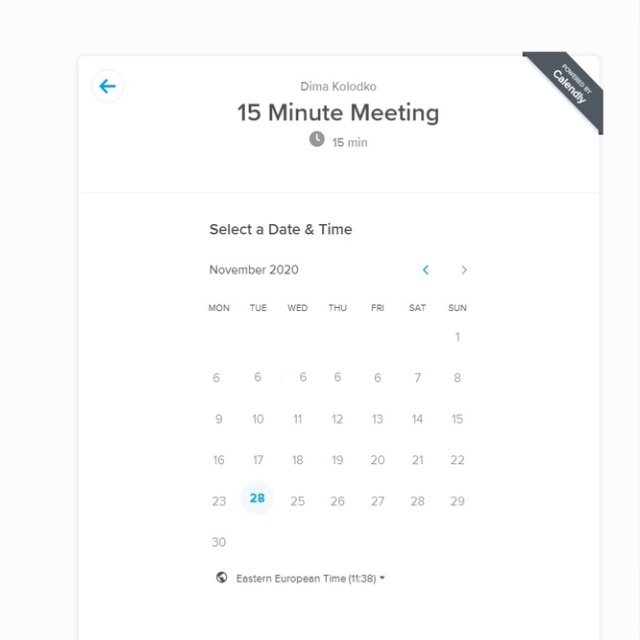 POWERED BY
Calendly
Dima Kolodko
15 Minute Meeting
15 min
Select a Date & Time
November 2020
MON TUE WED THU FRI SAT SUN
1
6 6 6 6 6 7 8
9 10 11 12 13 14 15
16 17 18 19 20 21 22
23 28 25 26 27 28 29
30
Eastern European Time (11:38)